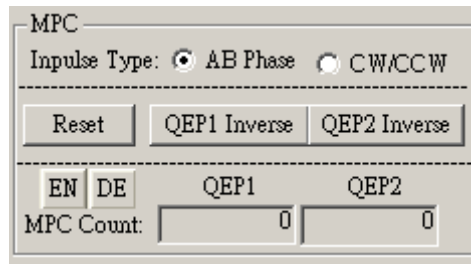 MPC
Inpulse Type: AB Phase CW/CCW
Reset QEP1 Inverse QEP2 Inverse
EN DE QEP1 QEP2
MPC Count: 0 0